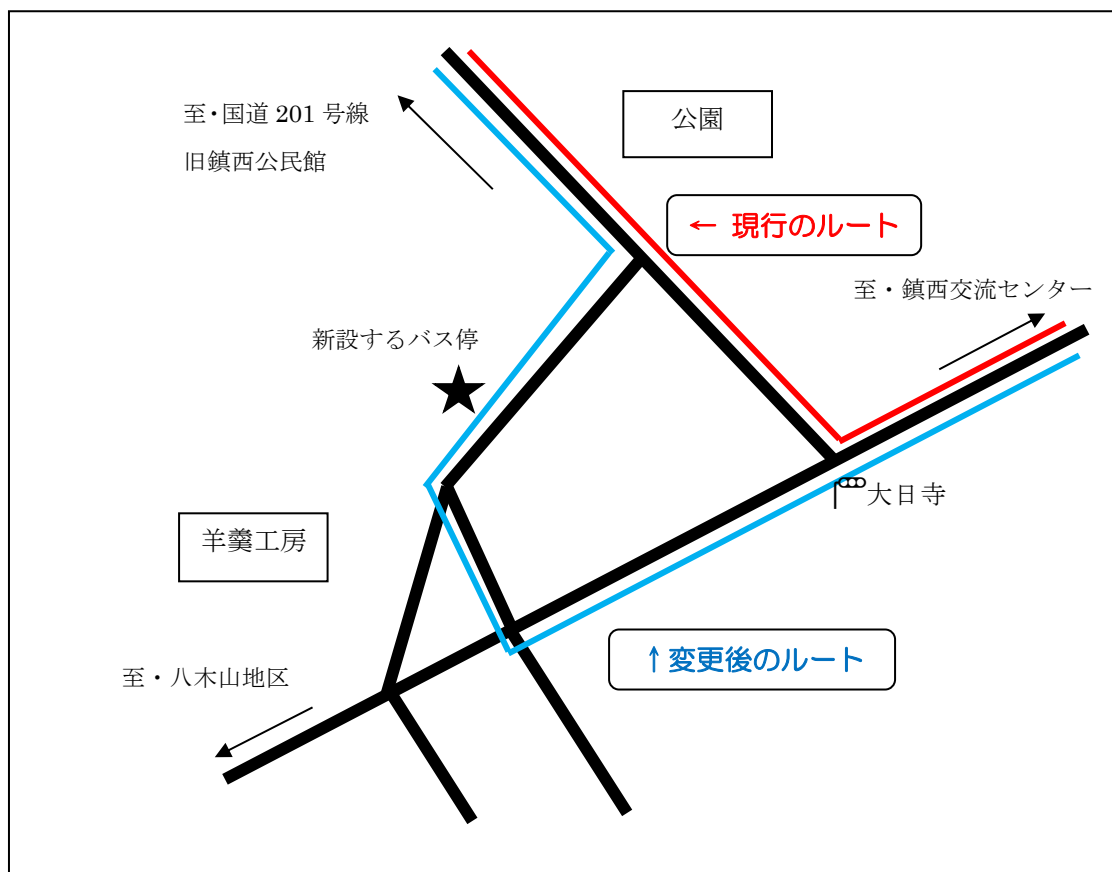 至・国道 201 号線
旧鎮西公民館
公園
← 現行のルート
至・鎮西交流センター
新設するバス停
大日寺
羊羹工房
↑変更後のルート
至・八木山地区